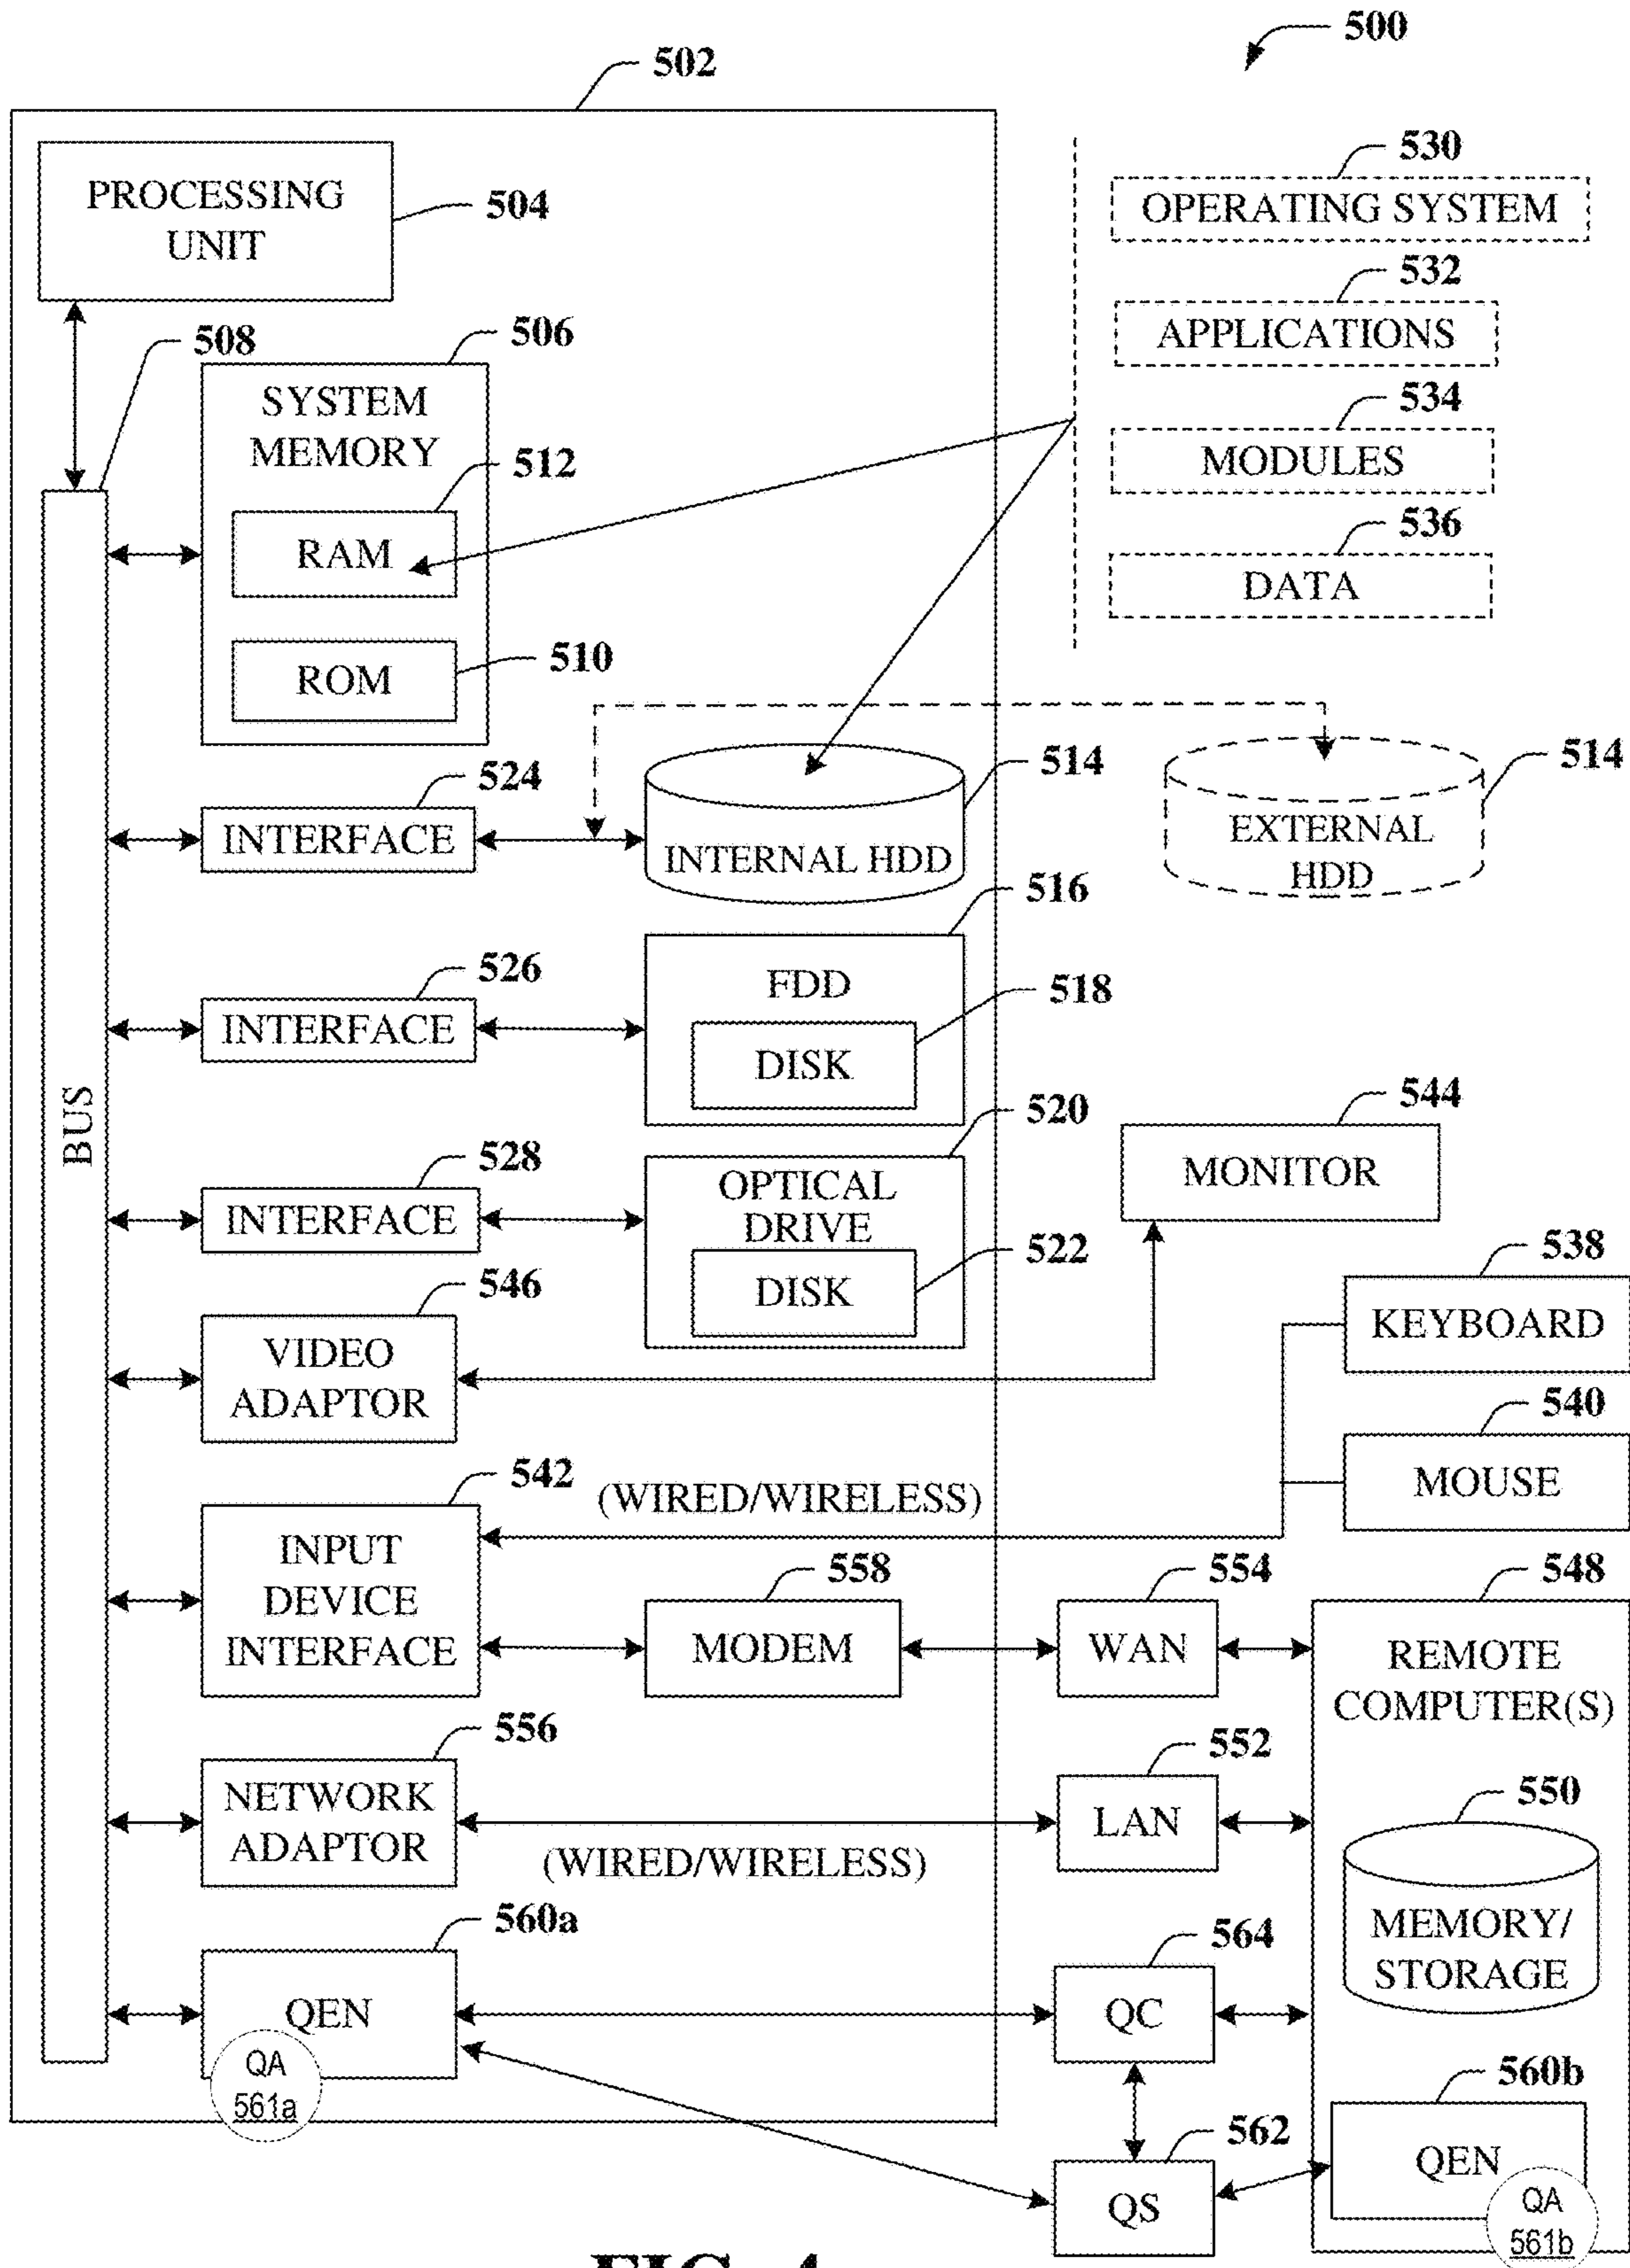 500
502
PROCESSING
UNIT
504
530
OPERATING SYSTEM
532
APPLICATIONS
534
MODULES
536
DATA
508
506
SYSTEM
MEMORY
512
RAM
510
ROM
BUS
524
INTERFACE
514
INTERNAL HDD
514
EXTERNAL
HDD
516
526
INTERFACE
FDD
518
DISK
520
528
INTERFACE
OPTICAL
DRIVE
522
DISK
544
MONITOR
546
VIDEO
ADAPTOR
538
KEYBOARD
540
MOUSE
542
(WIRED/WIRELESS)
INPUT
DEVICE
INTERFACE
558
MODEM
554
WAN
548
REMOTE
COMPUTER(S)
556
NETWORK
ADAPTOR
(WIRED/WIRELESS)
552
LAN
550
MEMORY/
STORAGE
560a
QEN
QA
561a
564
QC
562
QS
560b
QEN
QA
561b
FIG. 4